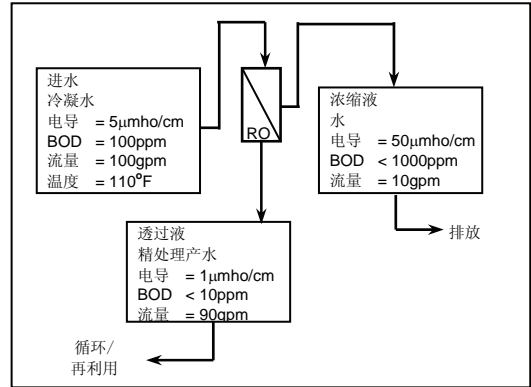 进水
冷凝水
电导 = 5μmho/cm
BOD = 100ppm
流量 = 100gpm
温度 = 110°F
RO
浓缩液
水
电导 = 50μmho/cm
BOD < 1000ppm
流量 = 10gpm
排放
透过液
精处理产水
电导 = 1μmho/cm
BOD < 10ppm
流量 = 90gpm
循环/
再利用